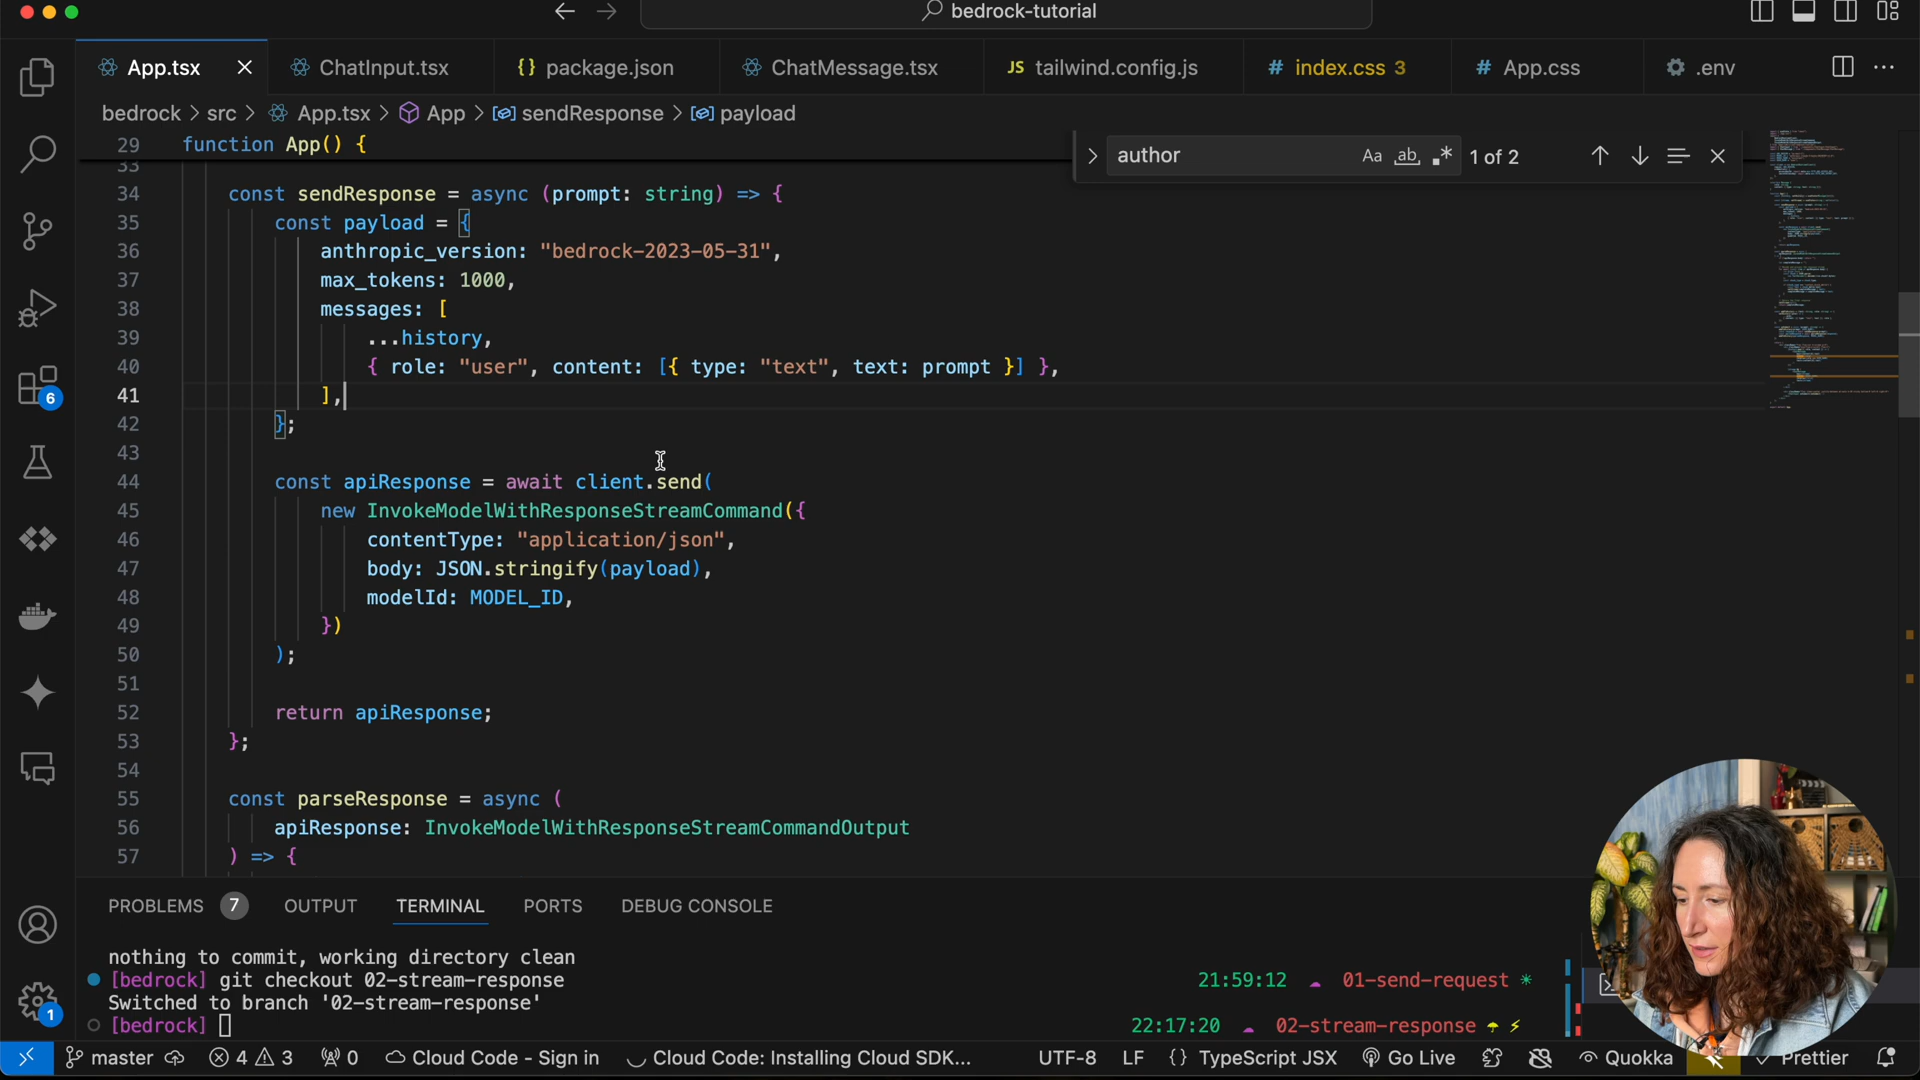 bedrock-tutorial
App.tsx ChatInput.tsx {} package.json ChatMessage.tsx JS tailwind.config.js # index.css 3 # App.css .env
bedrock > src > App.tsx > App > sendResponse > payload
29 function App() {
author Aa ab 1 of 2
33
34 const sendResponse = async (prompt: string) => {
35 const payload = {
36 anthropic_version: "bedrock-2023-05-31",
37 max_tokens: 1000,
38 messages: [
39 ...history,
40 { role: "user", content: [{ type: "text", text: prompt }] },
41 ],
42 };
43
44 const apiResponse = await client.send(
45 new InvokeModelWithResponseStreamCommand({
46 contentType: "application/json",
47 body: JSON.stringify(payload),
48 modelId: MODEL_ID,
49 })
50 );
51
52 return apiResponse;
53 };
54
55 const parseResponse = async (
56 apiResponse: InvokeModelWithResponseStreamCommandOutput
57 ) => {
6
1
PROBLEMS 7 OUTPUT TERMINAL PORTS DEBUG CONSOLE
nothing to commit, working directory clean
[bedrock] git checkout 02-stream-response 21:59:12 01-send-request
Switched to branch '02-stream-response'
[bedrock] 22:17:20 02-stream-response
master 4 3 0 Cloud Code - Sign in Cloud Code: Installing Cloud SDK... UTF-8 LF {} TypeScript JSX Go Live Quokka Prettier